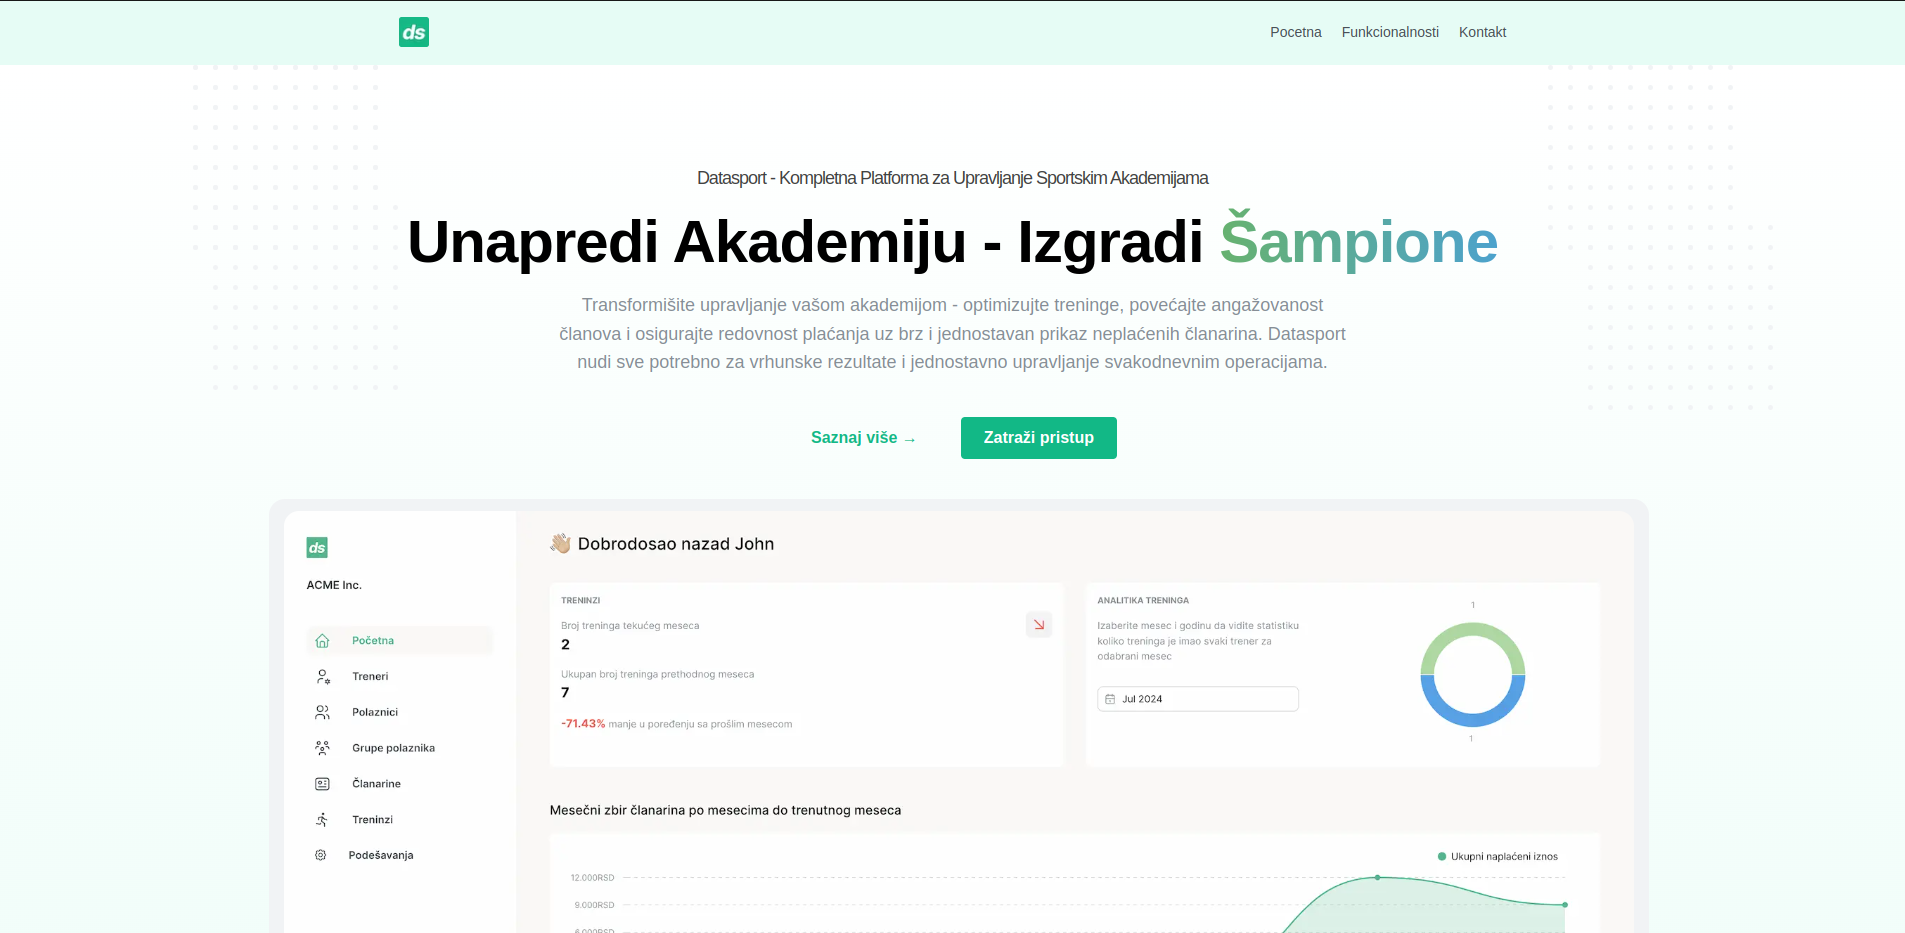 ds
Pocetna Funkcionalnosti Kontakt
Datasport - Kompletna Platforma za Upravljanje Sportskim Akademijama
Unapredi Akademiju - Izgradi Šampione
Transformišite upravljanje vašom akademijom - optimizujte treninge, povećajte angažovanost
članova i osigurajte redovnost plaćanja uz brz i jednostavan prikaz neplaćenih članarina. Datasport
nudi sve potrebno za vrhunske rezultate i jednostavno upravljanje svakodnevnim operacijama.
Saznaj više →
Zatraži pristup
ds
ACME Inc.
Početna
Treneri
Polaznici
Grupe polaznika
Članarine
Treninzi
Podešavanja
👋🏼 Dobrodosao nazad John
TRENINZI
Broj treninga tekućeg meseca
2
Ukupan broj treninga prethodnog meseca
7
-71.43% manje u poređenju sa prošlim mesecom
ANALITIKA TRENINGA
Izaberite mesec i godinu da vidite statistiku
koliko treninga je imao svaki trener za
odabrani mesec
Jul 2024
1
1
Mesečni zbir članarina po mesecima do trenutnog meseca
Ukupni naplaćeni iznos
12.000RSD
9.000RSD
6.000RSD